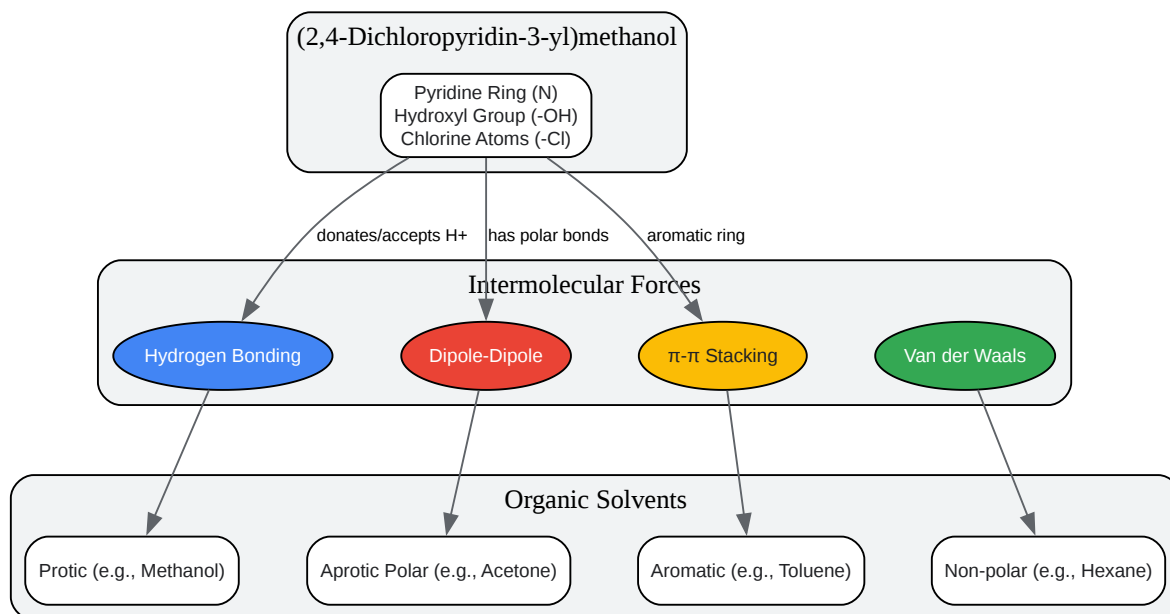 (2,4-Dichloropyridin-3-yl)methanol
Pyridine Ring (N)
Hydroxyl Group (-OH)
Chlorine Atoms (-Cl)
donates/accepts H+
has polar bonds
aromatic ring
Intermolecular Forces
Hydrogen Bonding
Dipole-Dipole
π-π Stacking
Van der Waals
Organic Solvents
Protic (e.g., Methanol)
Aprotic Polar (e.g., Acetone)
Aromatic (e.g., Toluene)
Non-polar (e.g., Hexane)